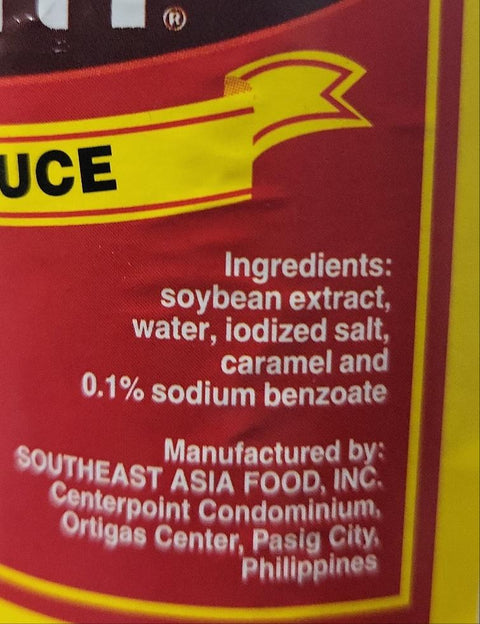 ®
UCE
Ingredients:
soybean extract,
water, iodized salt,
caramel and
0.1% sodium benzoate
Manufactured by:
SOUTHEAST ASIA FOOD, INC.
Centerpoint Condominium,
Ortigas Center, Pasig City,
Philippines